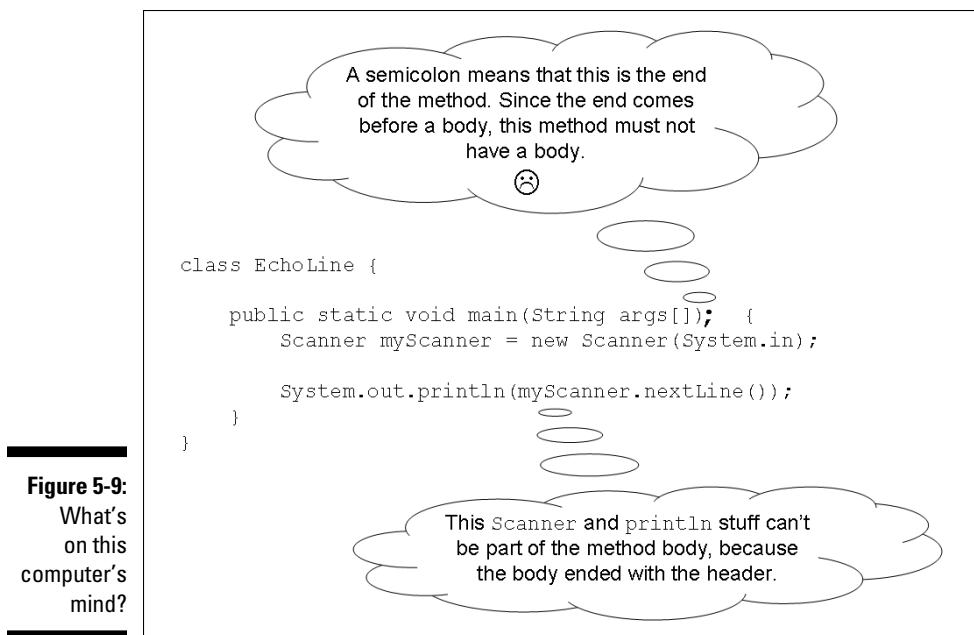 A semicolon means that this is the end
of the method. Since the end comes
before a body, this method must not
have a body.
class EchoLine {
public static void main(String args[]); {
Scanner myScanner = new Scanner(System.in);
System.out.println(myScanner.nextLine());
}
}
This Scanner and println stuff can't
be part of the method body, because
the body ended with the header.
Figure 5-9:
What's
on this
computer's
mind?